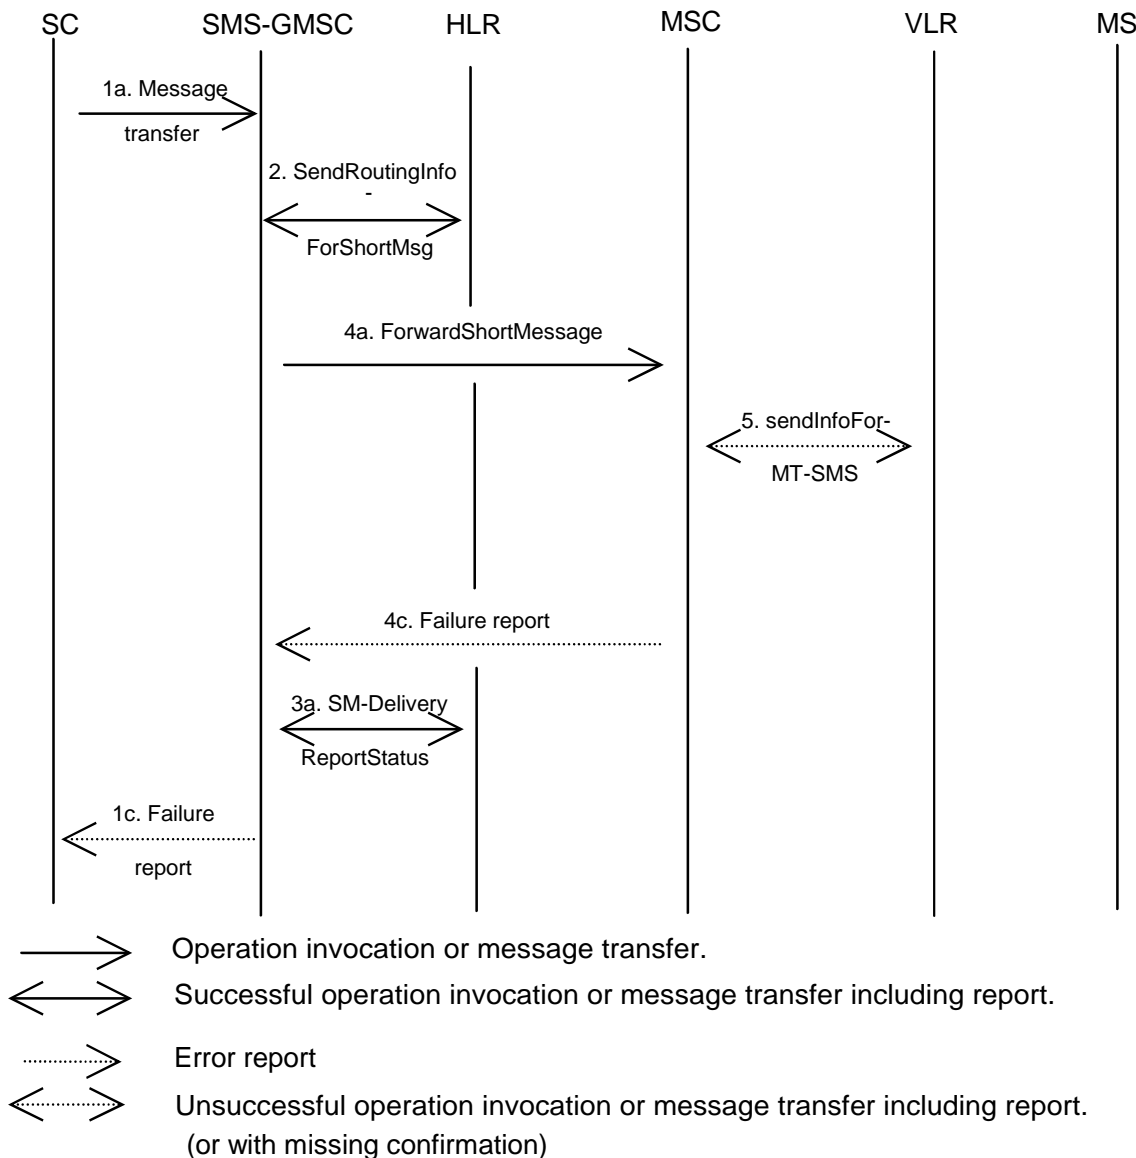 SC SMS-GMSC HLR MSC VLR MS
1a. Message
transfer
2. SendRoutingInfo
-
ForShortMsg
4a. ForwardShortMessage
5. sendInfoFor-
MT-SMS
4c. Failure report
3a. SM-Delivery
ReportStatus
1c. Failure
report
Operation invocation or message transfer.
Successful operation invocation or message transfer including report.
Error report
Unsuccessful operation invocation or message transfer including report.
(or with missing confirmation)